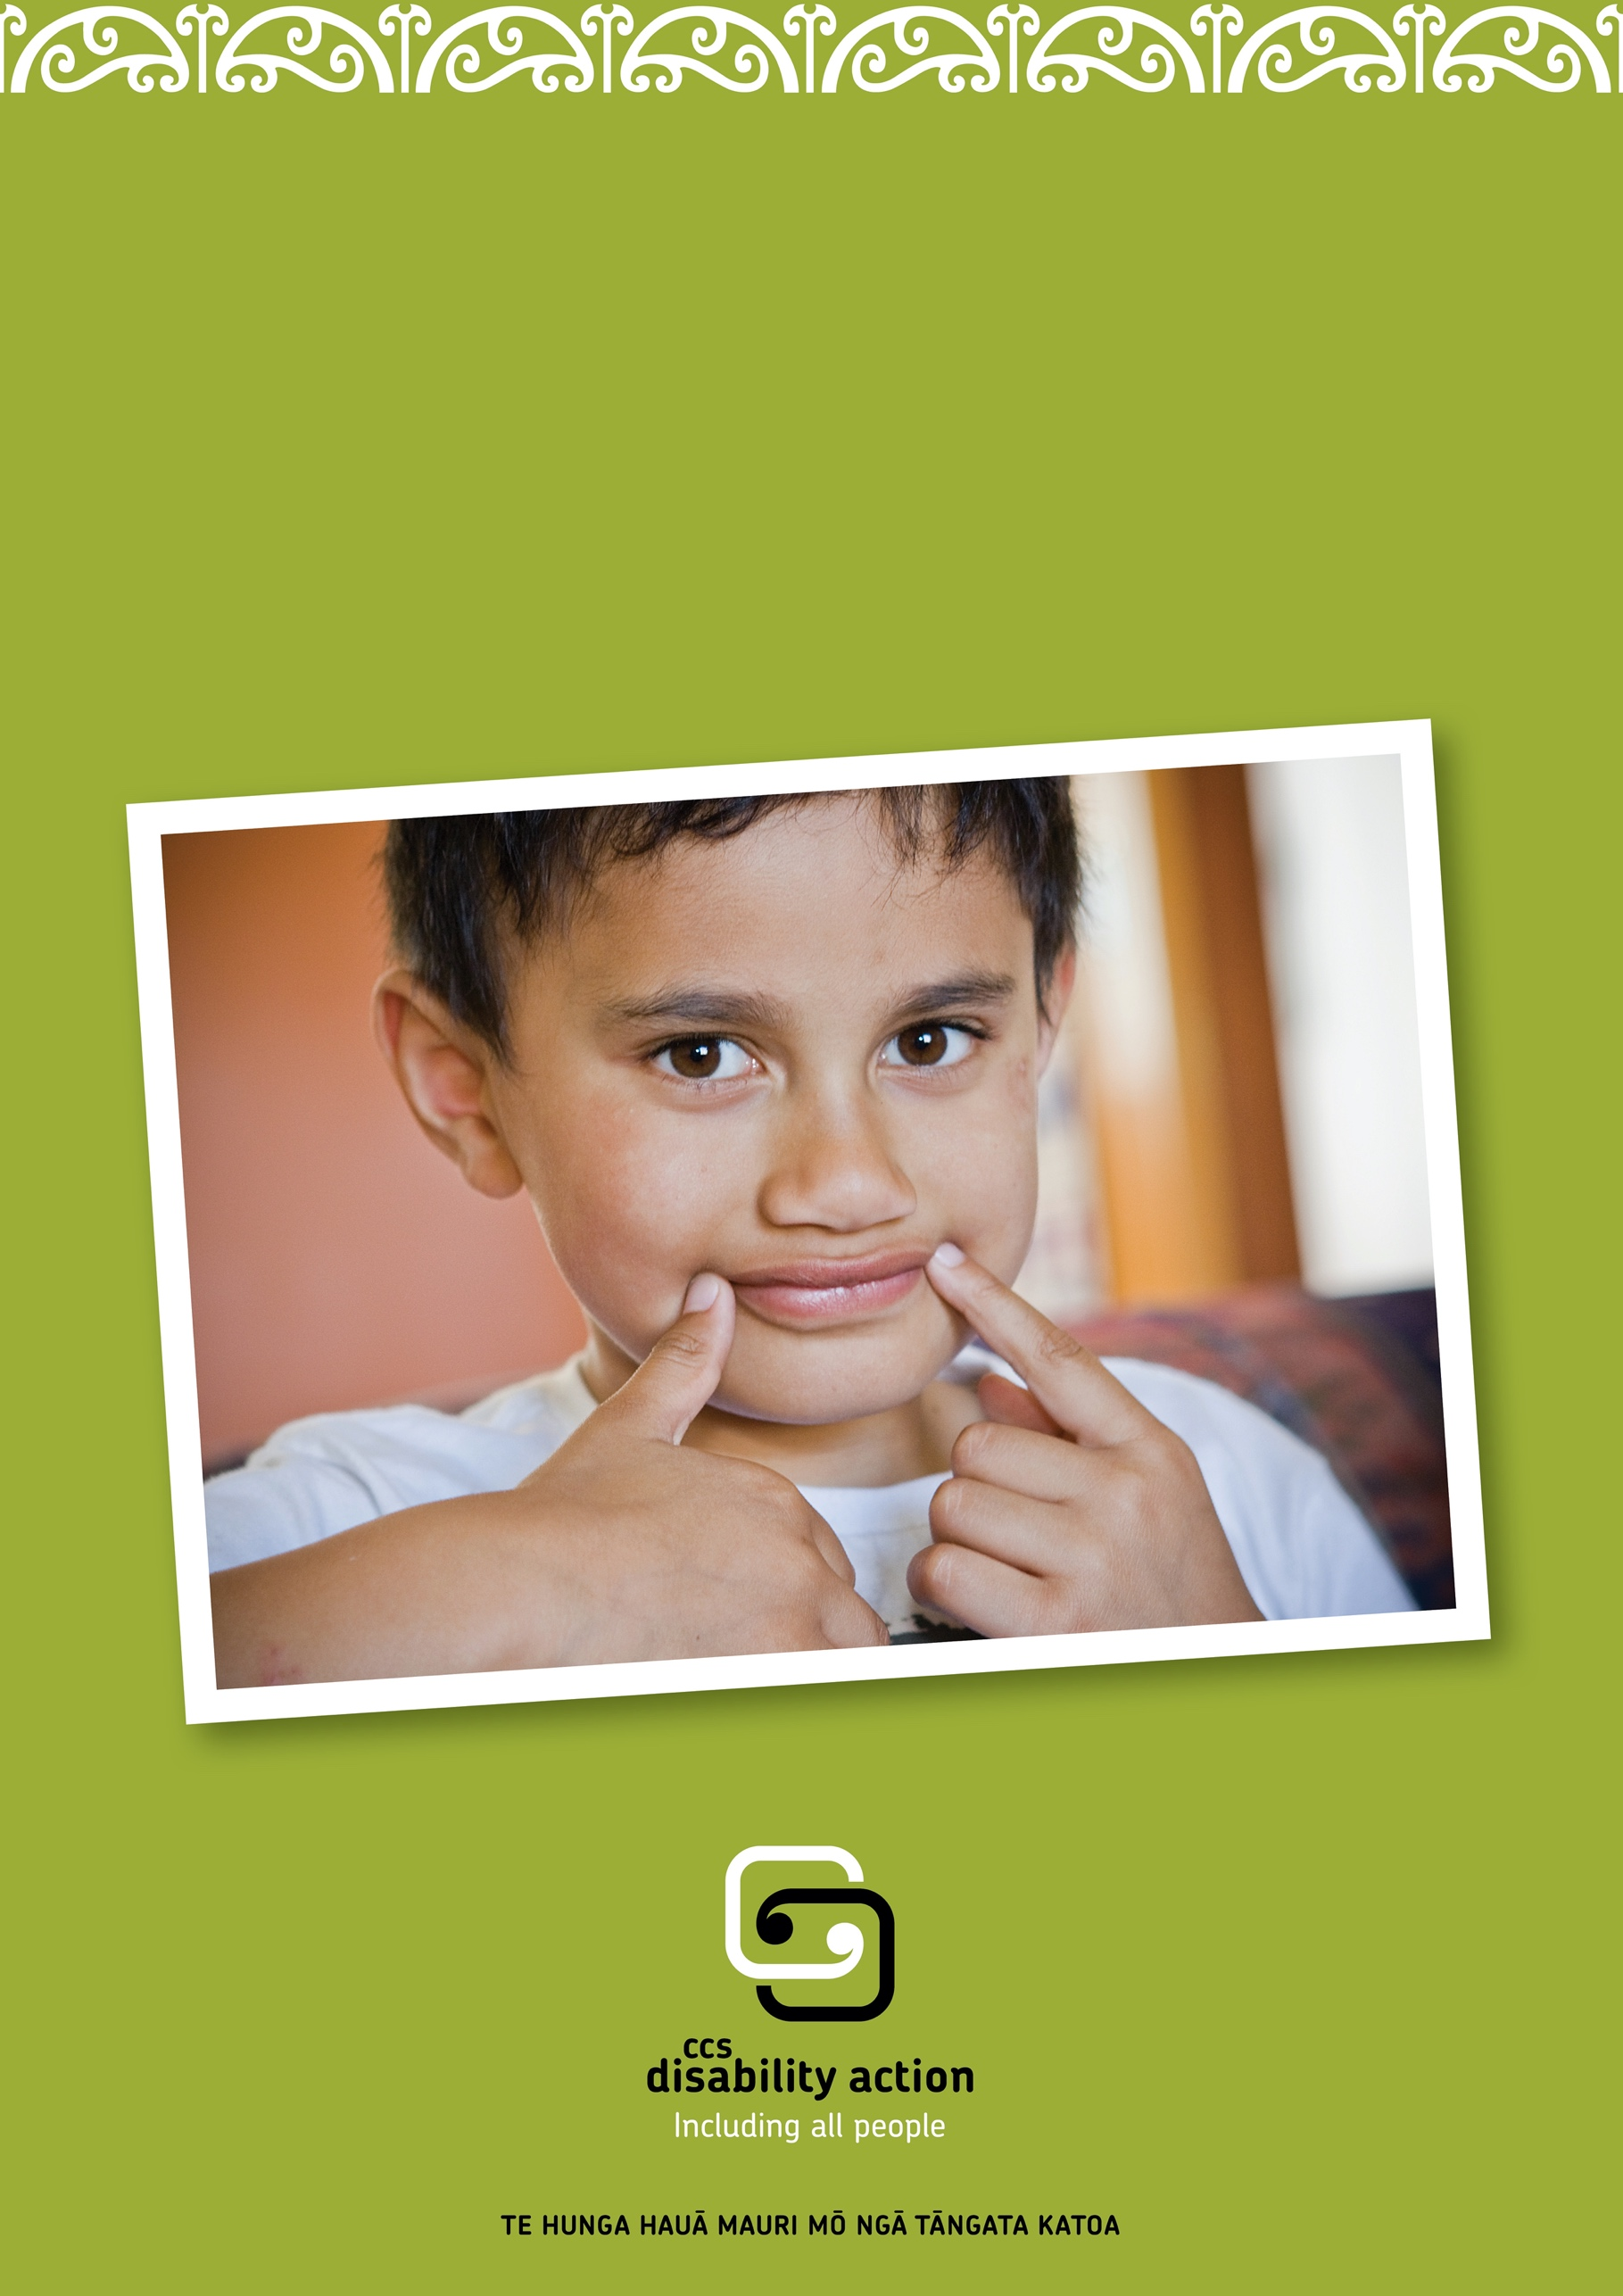 ccs
disability action
Including all people
TE HUNGA HAUĀ MAURI MŌ NGĀ TĀNGATA KATOA